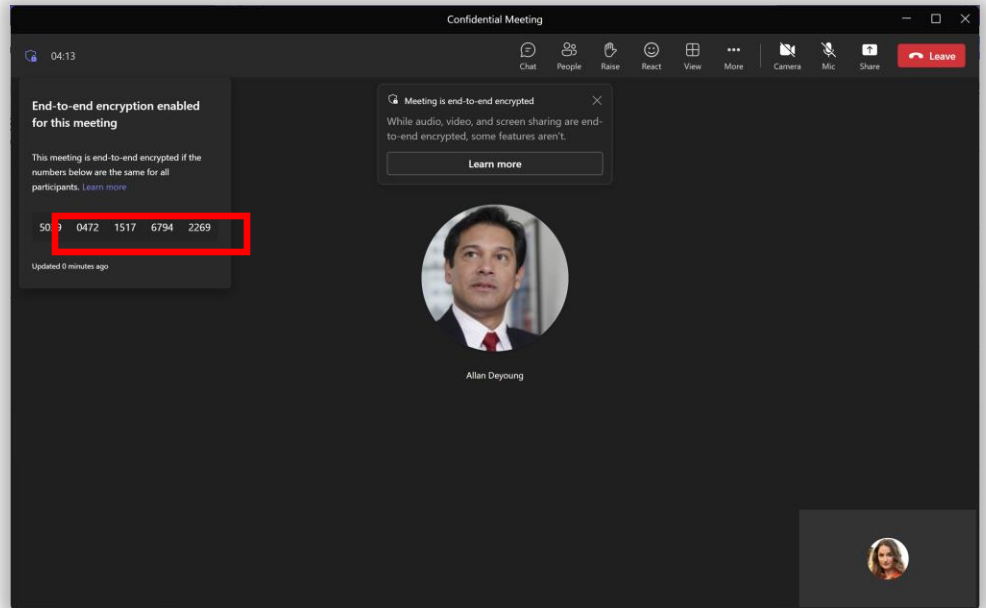 Confidential Meeting
04:13
Chat People Raise React View More Camera Mic Share Leave
End-to-end encryption enabled
for this meeting
This meeting is end-to-end encrypted if the
numbers below are the same for all
participants. Learn more
0472 1517 6794 2269
Updated 0 minutes ago
Meeting is end-to-end encrypted
While audio, video, and screen sharing are end-
to-end encrypted, some features aren't.
Learn more
Allan Deyoung